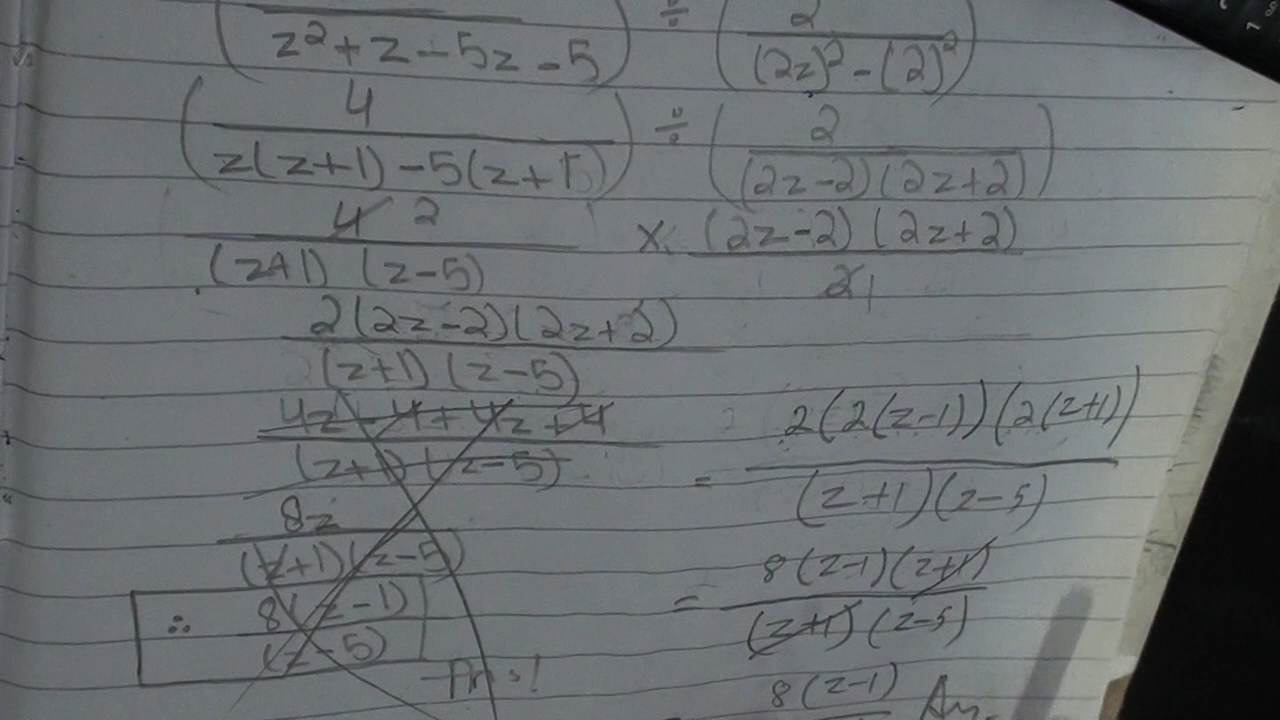 (――/z²+z-5z-5) ÷ (2/((2z)²-(2)²))
(4/(z(z+1)-5(z+1))) ÷ (2/((2z-2)(2z+2)))
4 2/((z+1)(z-5)) × (2z-2)(2z+2)/2 1
2(2z-2)(2z+2)/((z+1)(z-5))
4z-4+4z+4/((z+1)(z-5))
8z/((z+1)(z-5))
∴ 8(z-1)/(z-5)
Ans!
= 2(2(z-1))(2(z+1))/((z+1)(z-5))
= 8(z-1)(z+1)/((z+1)(z-5))
8(z-1) An